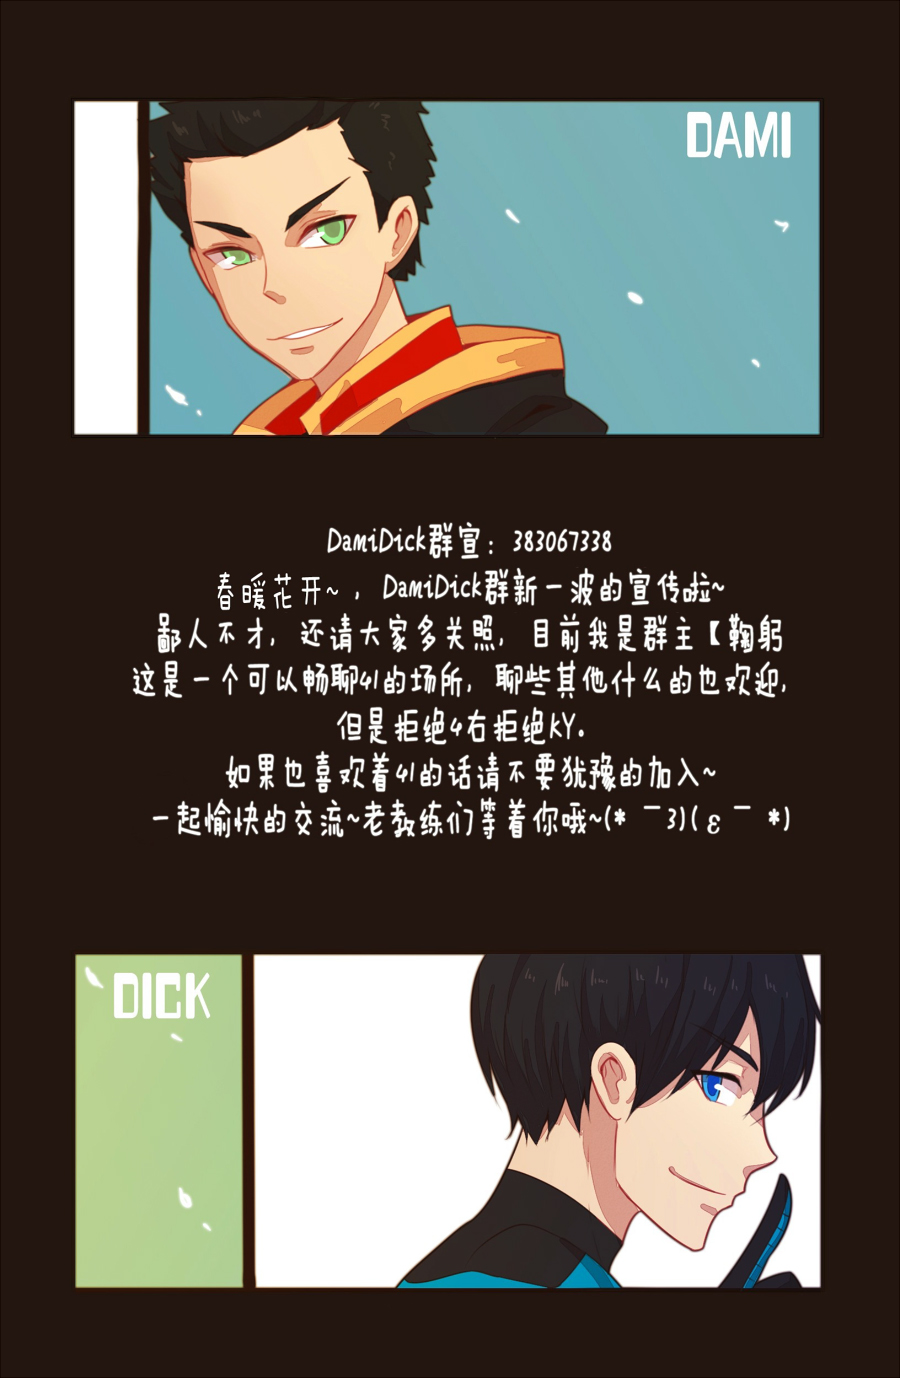 DAMI
DamiDick群宣：383067338
春暖花开~，DamiDick群新一波的宣传啦~
鄙人不才，还请大家多关照，目前我是群主【鞠躬
这是一个可以畅聊41的场所，聊些其他什么的也欢迎，
但是拒绝4右拒绝KY。
如果也喜欢着41的话请不要犹豫的加入~
一起愉快的交流~老教练们等着你哦~(*￣3)(ε￣*)
DICK